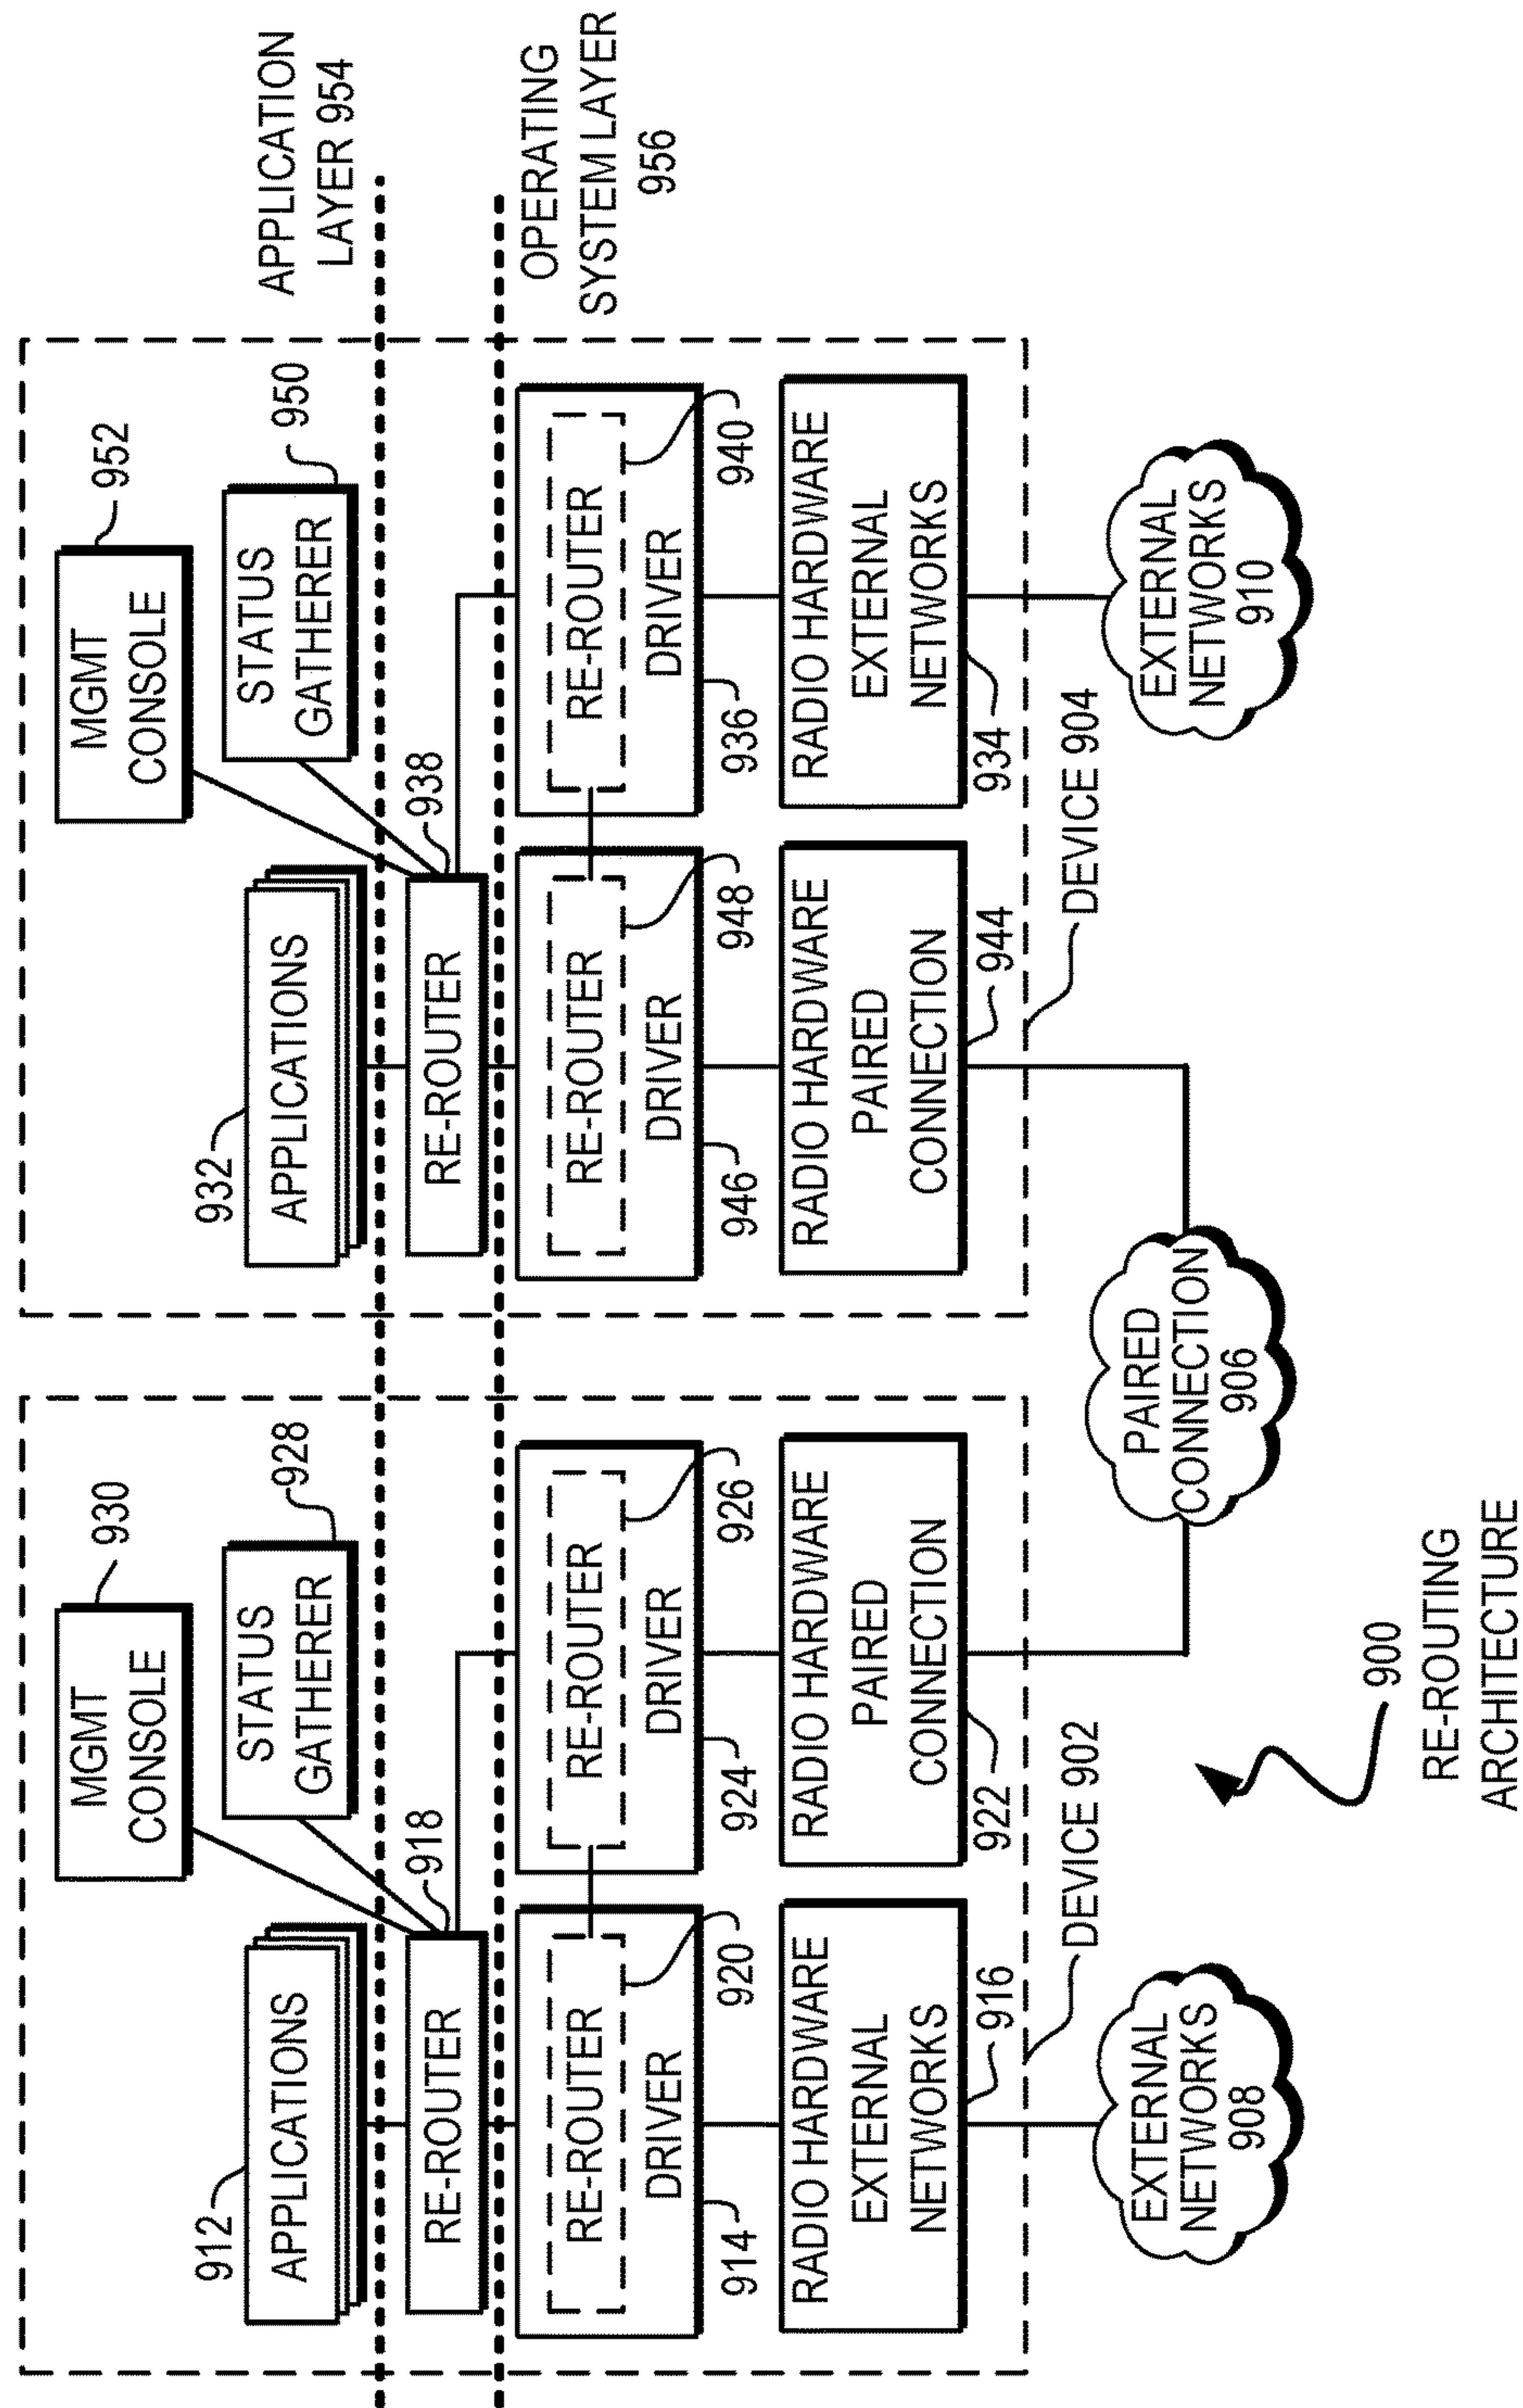 930
MGMT
CONSOLE
928
STATUS
GATHERER
912
APPLICATIONS
918
RE-ROUTER
RE-ROUTER
DRIVER
914
920
RE-ROUTER
DRIVER
924
926
RADIO HARDWARE
EXTERNAL
NETWORKS
916
RADIO HARDWARE
PAIRED
CONNECTION
922
DEVICE 902
EXTERNAL
NETWORKS
908
952
MGMT
CONSOLE
950
STATUS
GATHERER
932
APPLICATIONS
938
RE-ROUTER
RE-ROUTER
DRIVER
946
948
RE-ROUTER
DRIVER
936
940
RADIO HARDWARE
PAIRED
CONNECTION
944
RADIO HARDWARE
EXTERNAL
NETWORKS
934
DEVICE 904
PAIRED
CONNECTION
906
EXTERNAL
NETWORKS
910
APPLICATION
LAYER 954
OPERATING
SYSTEM LAYER
956
900
RE-ROUTING
ARCHITECTURE